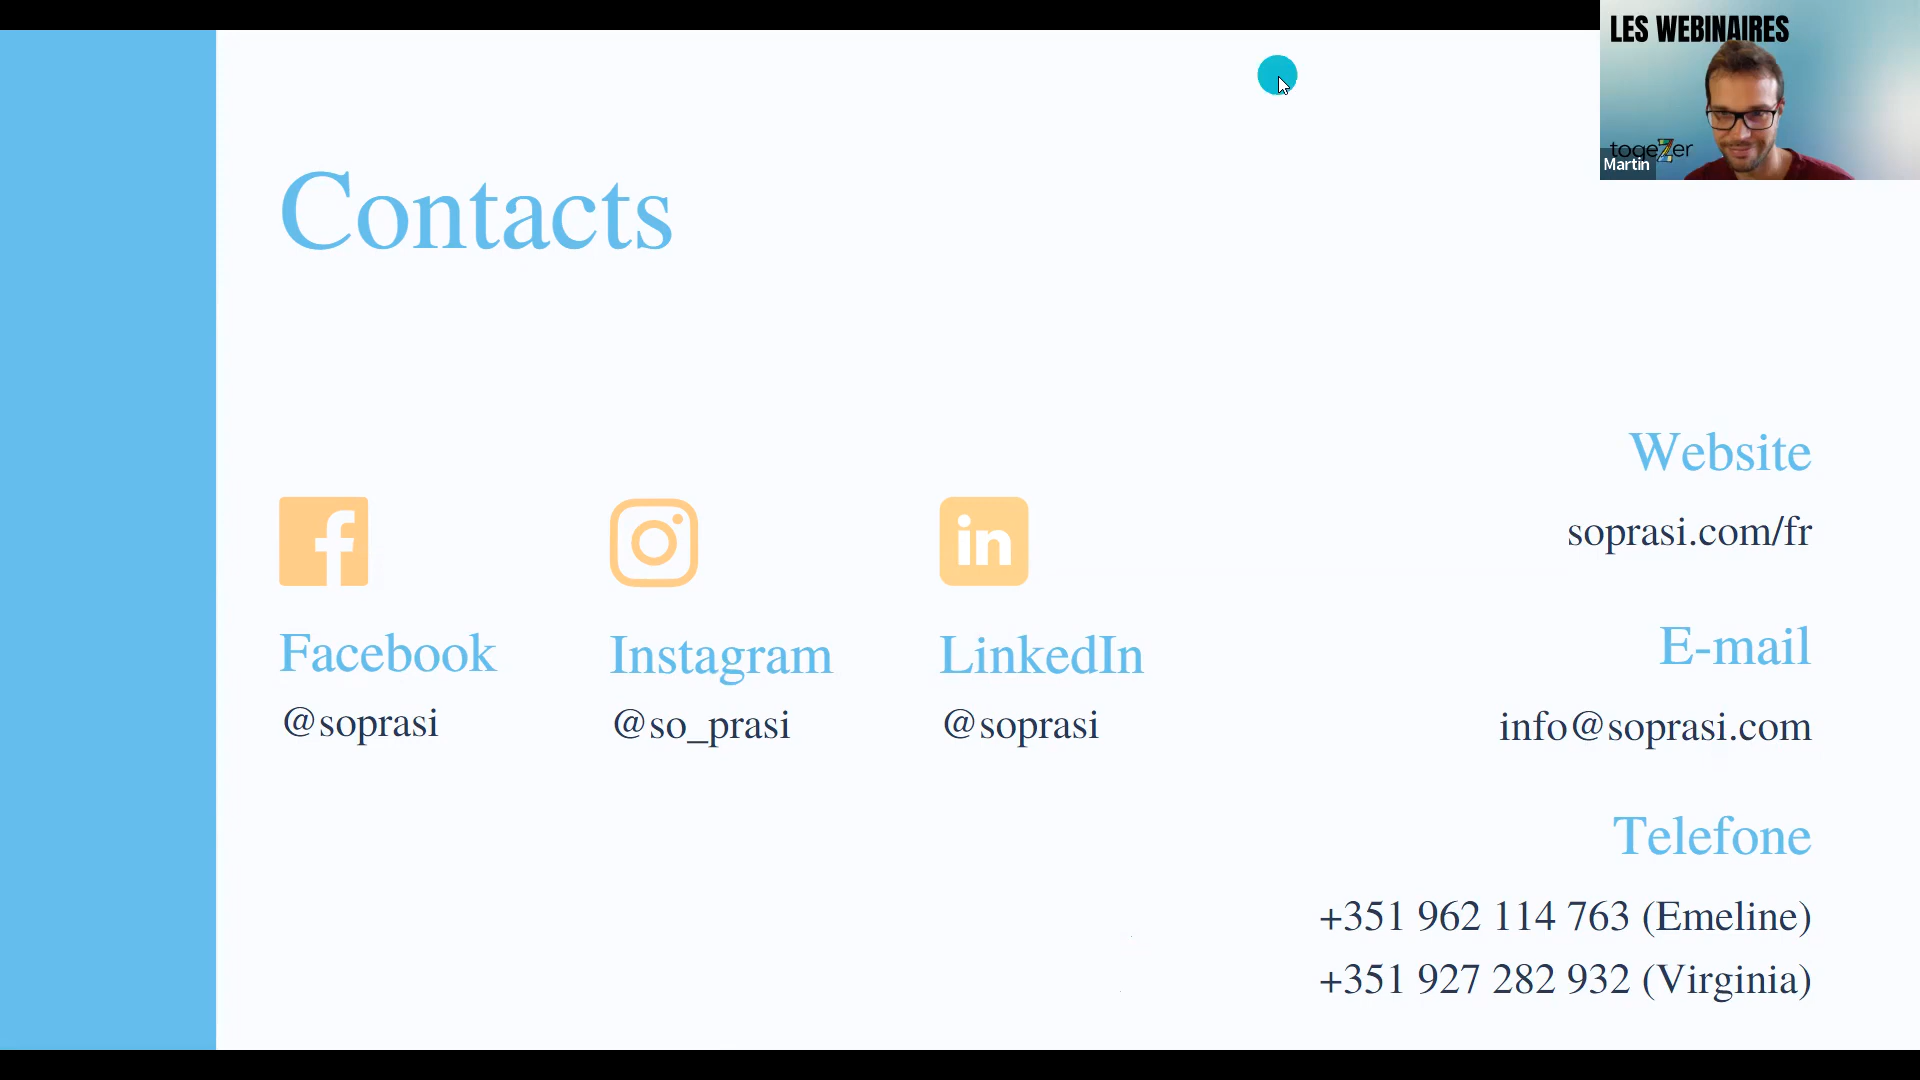 LES WEBINAIRES
togeZer
Martin
Contacts
Facebook
@soprasi
Instagram
@so_prasi
LinkedIn
@soprasi
Website
soprasi.com/fr
E-mail
info@soprasi.com
Telefone
+351 962 114 763 (Emeline)
+351 927 282 932 (Virginia)